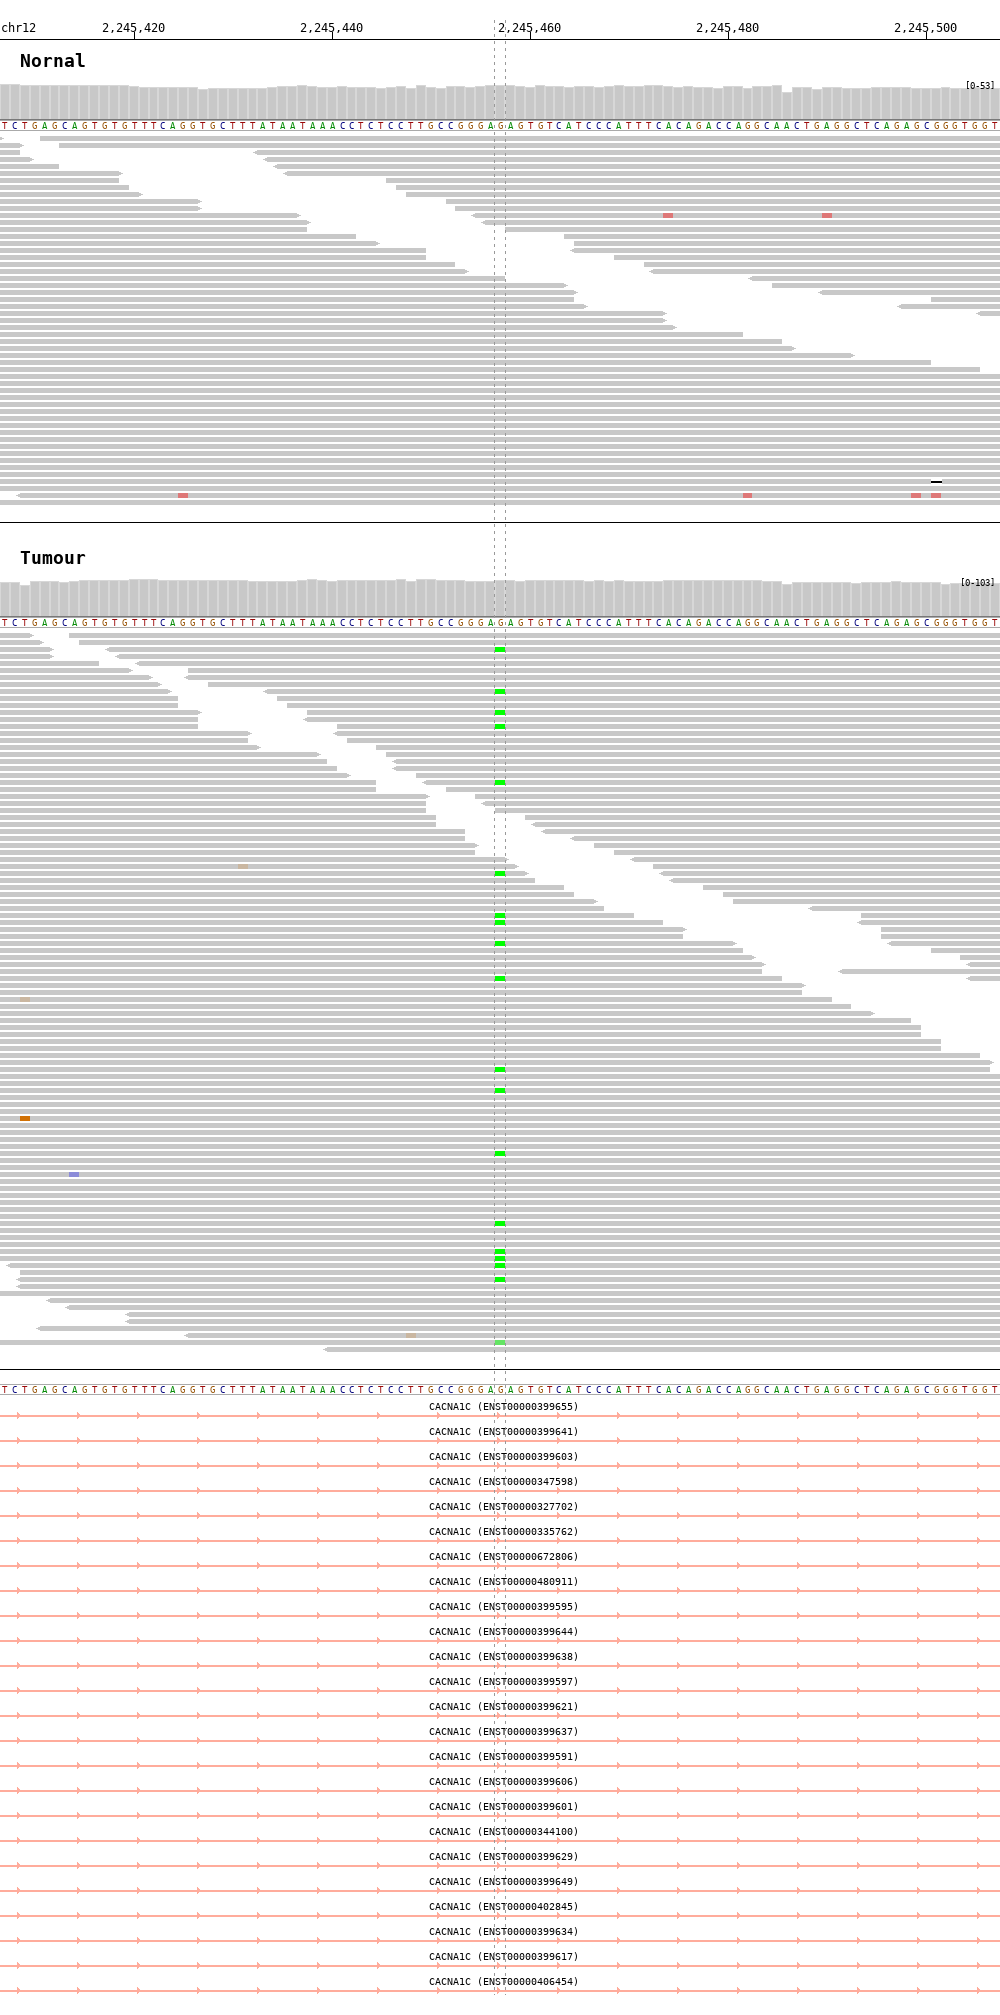 chr12 2,245,420 2,245,440 2,245,460 2,245,480 2,245,500
Nornal
[0-53]
TCTGAGCAGTGTGTTTCAGGTGCTTTATAATAAACCTCTCCTTGCCGGGAGAGTGTCATCCCATTTCACAGACCAGGCAACTGAGGCTCAGAGCGGGTGGT
Tumour
[0-103]
TCTGAGCAGTGTGTTTCAGGTGCTTTATAATAAACCTCTCCTTGCCGGGAGAGTGTCATCCCATTTCACAGACCAGGCAACTGAGGCTCAGAGCGGGTGGT
TCTGAGCAGTGTGTTTCAGGTGCTTTATAATAAACCTCTCCTTGCCGGGAGAGTGTCATCCCATTTCACAGACCAGGCAACTGAGGCTCAGAGCGGGTGGT
CACNA1C (ENST00000399655)
CACNA1C (ENST00000399641)
CACNA1C (ENST00000399603)
CACNA1C (ENST00000347598)
CACNA1C (ENST00000327702)
CACNA1C (ENST00000335762)
CACNA1C (ENST00000672806)
CACNA1C (ENST00000480911)
CACNA1C (ENST00000399595)
CACNA1C (ENST00000399644)
CACNA1C (ENST00000399638)
CACNA1C (ENST00000399597)
CACNA1C (ENST00000399621)
CACNA1C (ENST00000399637)
CACNA1C (ENST00000399591)
CACNA1C (ENST00000399606)
CACNA1C (ENST00000399601)
CACNA1C (ENST00000344100)
CACNA1C (ENST00000399629)
CACNA1C (ENST00000399649)
CACNA1C (ENST00000402845)
CACNA1C (ENST00000399634)
CACNA1C (ENST00000399617)
CACNA1C (ENST00000406454)